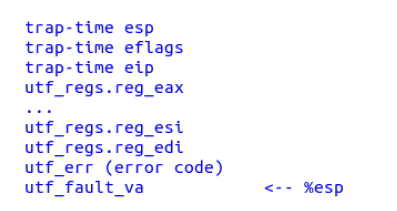 trap-time esp
trap-time eflags
trap-time eip
utf_regs.reg_eax
...
utf_regs.reg_esi
utf_regs.reg_edi
utf_err (error code)
utf_fault_va            <-- %esp